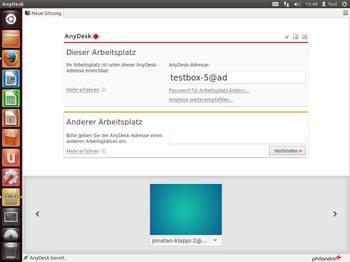 AnyDesk
15:40 Test
Neue Sitzung
AnyDesk
Dieser Arbeitsplatz
Ihr Arbeitsplatz ist unter dieser AnyDesk-
Adresse erreichbar.
Mehr erfahren
AnyDesk-Adresse:
testbox-5@ad
Passwort für Arbeitsplatz ändern...
AnyDesk weiterempfehlen...
Anderer Arbeitsplatz
Bitte geben Sie die AnyDesk-Adresse eines
anderen Arbeitsplatzes ein.
Mehr erfahren
Verbinden »
jonatan-klappi-2@...
AnyDesk bereit.
philandro